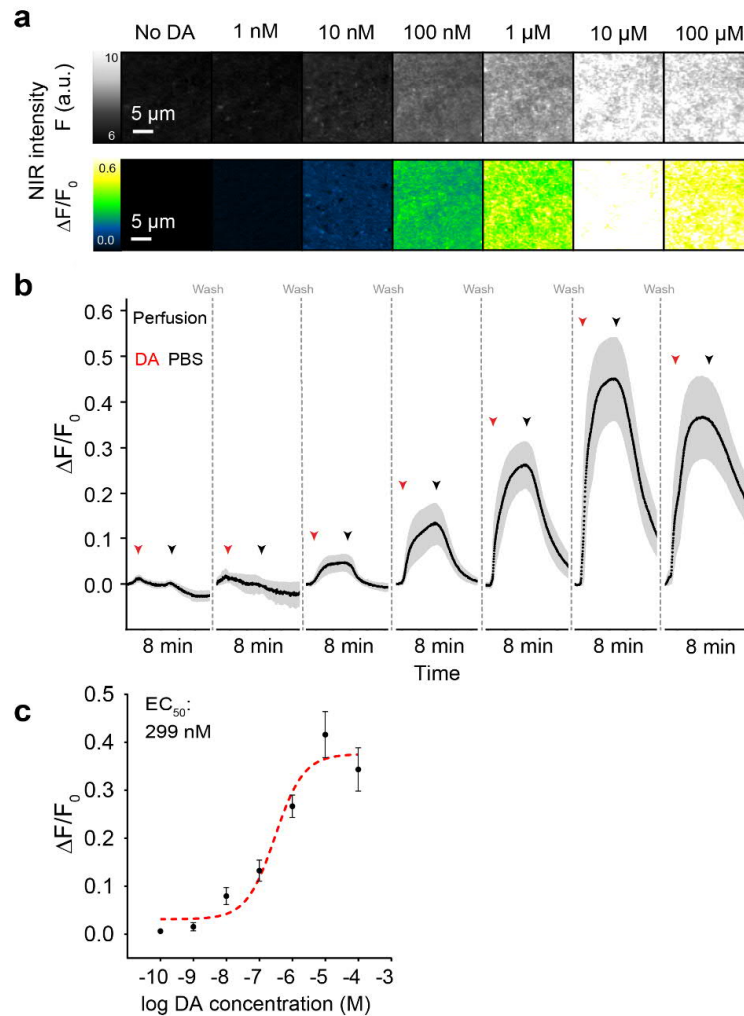 a
No DA 1 nM 10 nM 100 nM 1 µM 10 µM 100 µM
NIR intensity
F (a.u.)
10
6
5 µm
ΔF/F0
0.6
0.0
5 µm
b
Wash Wash Wash Wash Wash Wash
Perfusion
DA PBS
ΔF/F0
0.6
0.5
0.4
0.3
0.2
0.1
0.0
8 min 8 min 8 min 8 min 8 min 8 min 8 min
Time
c
EC50:
299 nM
ΔF/F0
0.5
0.4
0.3
0.2
0.1
0.0
-10 -9 -8 -7 -6 -5 -4 -3
log DA concentration (M)